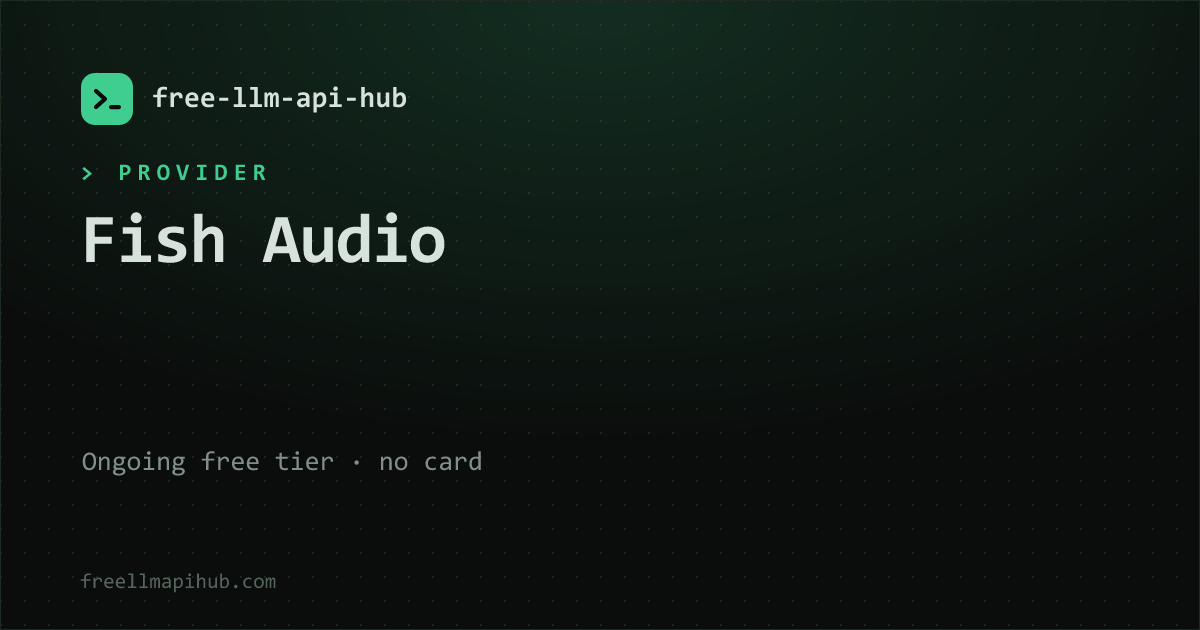 free-llm-api-hub
> PROVIDER
Fish Audio
Ongoing free tier · no card
freellmapihub.com